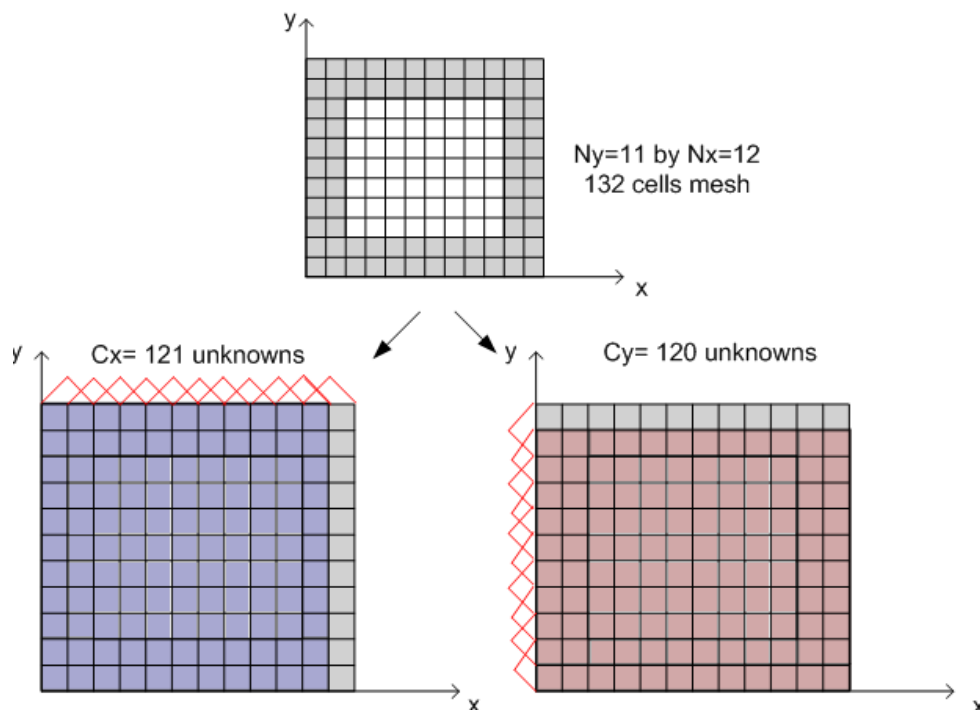 y
Ny=11 by Nx=12
132 cells mesh
x
y
Cx= 121 unknowns
x
y
Cy= 120 unknowns
x